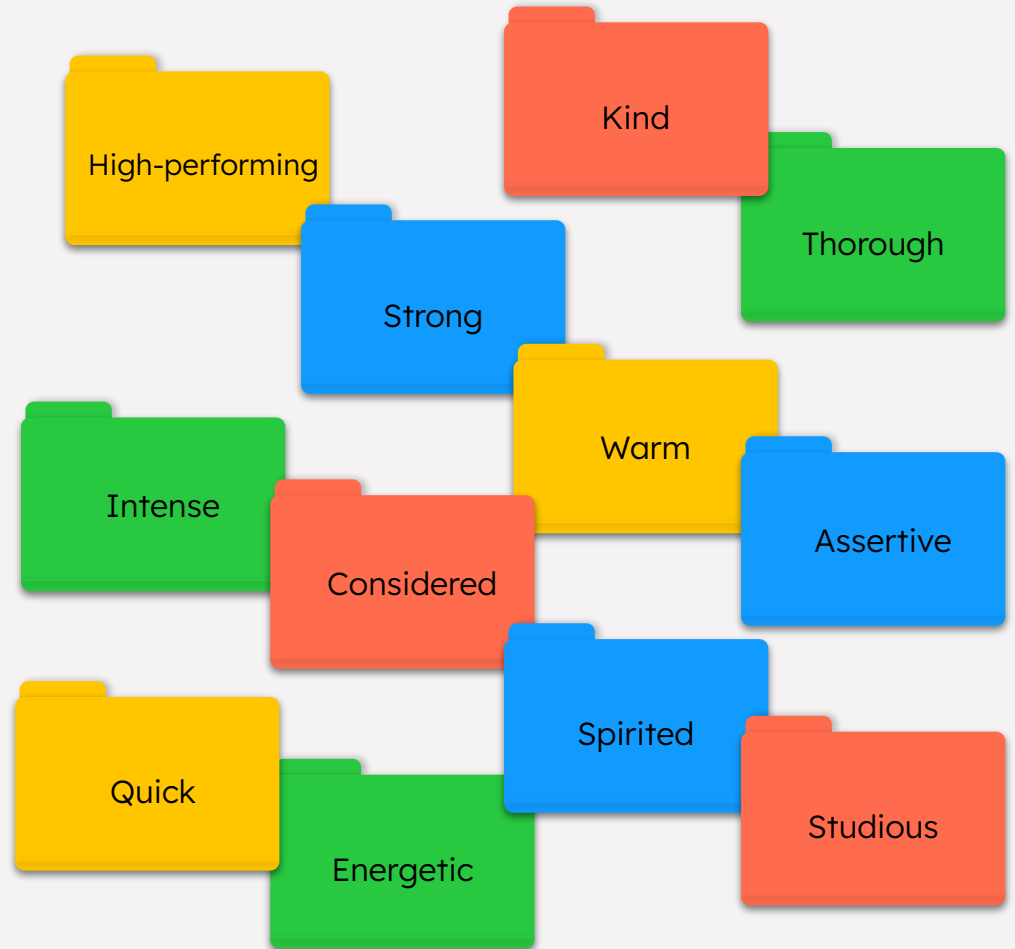 Kind
High-performing
Thorough
Strong
Warm
Intense
Assertive
Considered
Spirited
Quick
Studious
Energetic